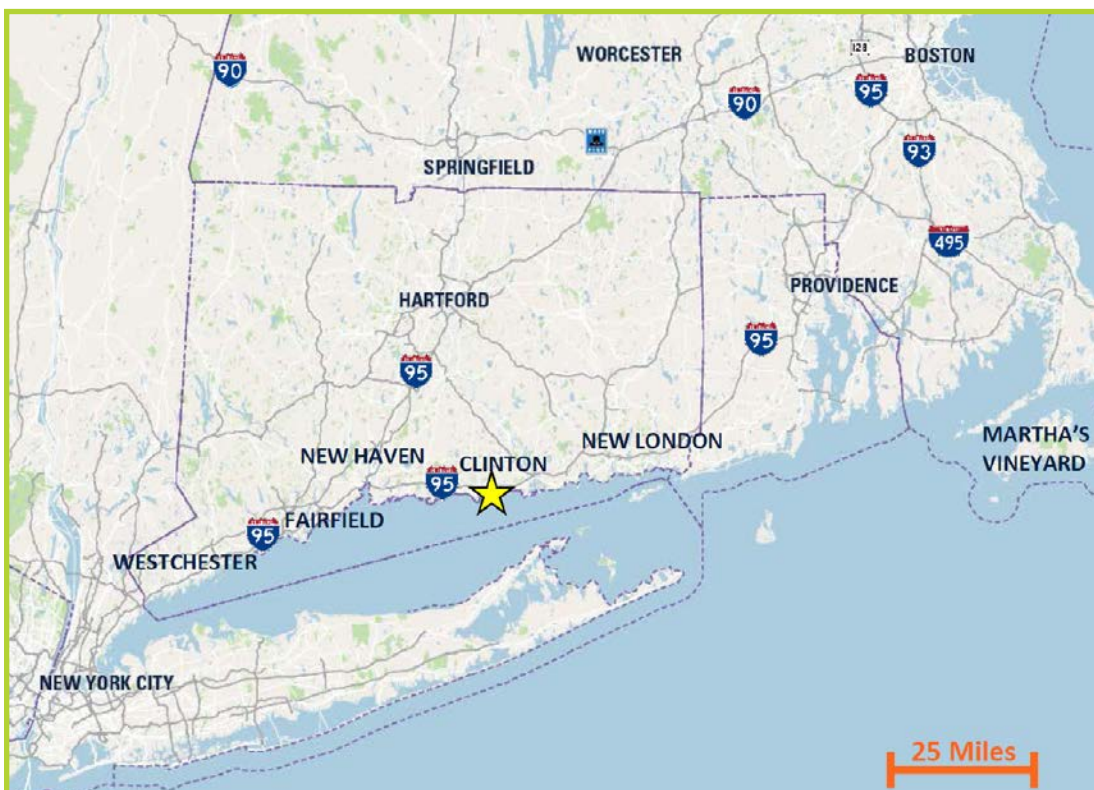 WORCESTER
128
BOSTON
90
90
95
93
SPRINGFIELD
495
HARTFORD
PROVIDENCE
95
95
NEW HAVEN
CLINTON
NEW LONDON
MARTHA'S
VINEYARD
95
FAIRFIELD
95
WESTCHESTER
NEW YORK CITY
25 Miles